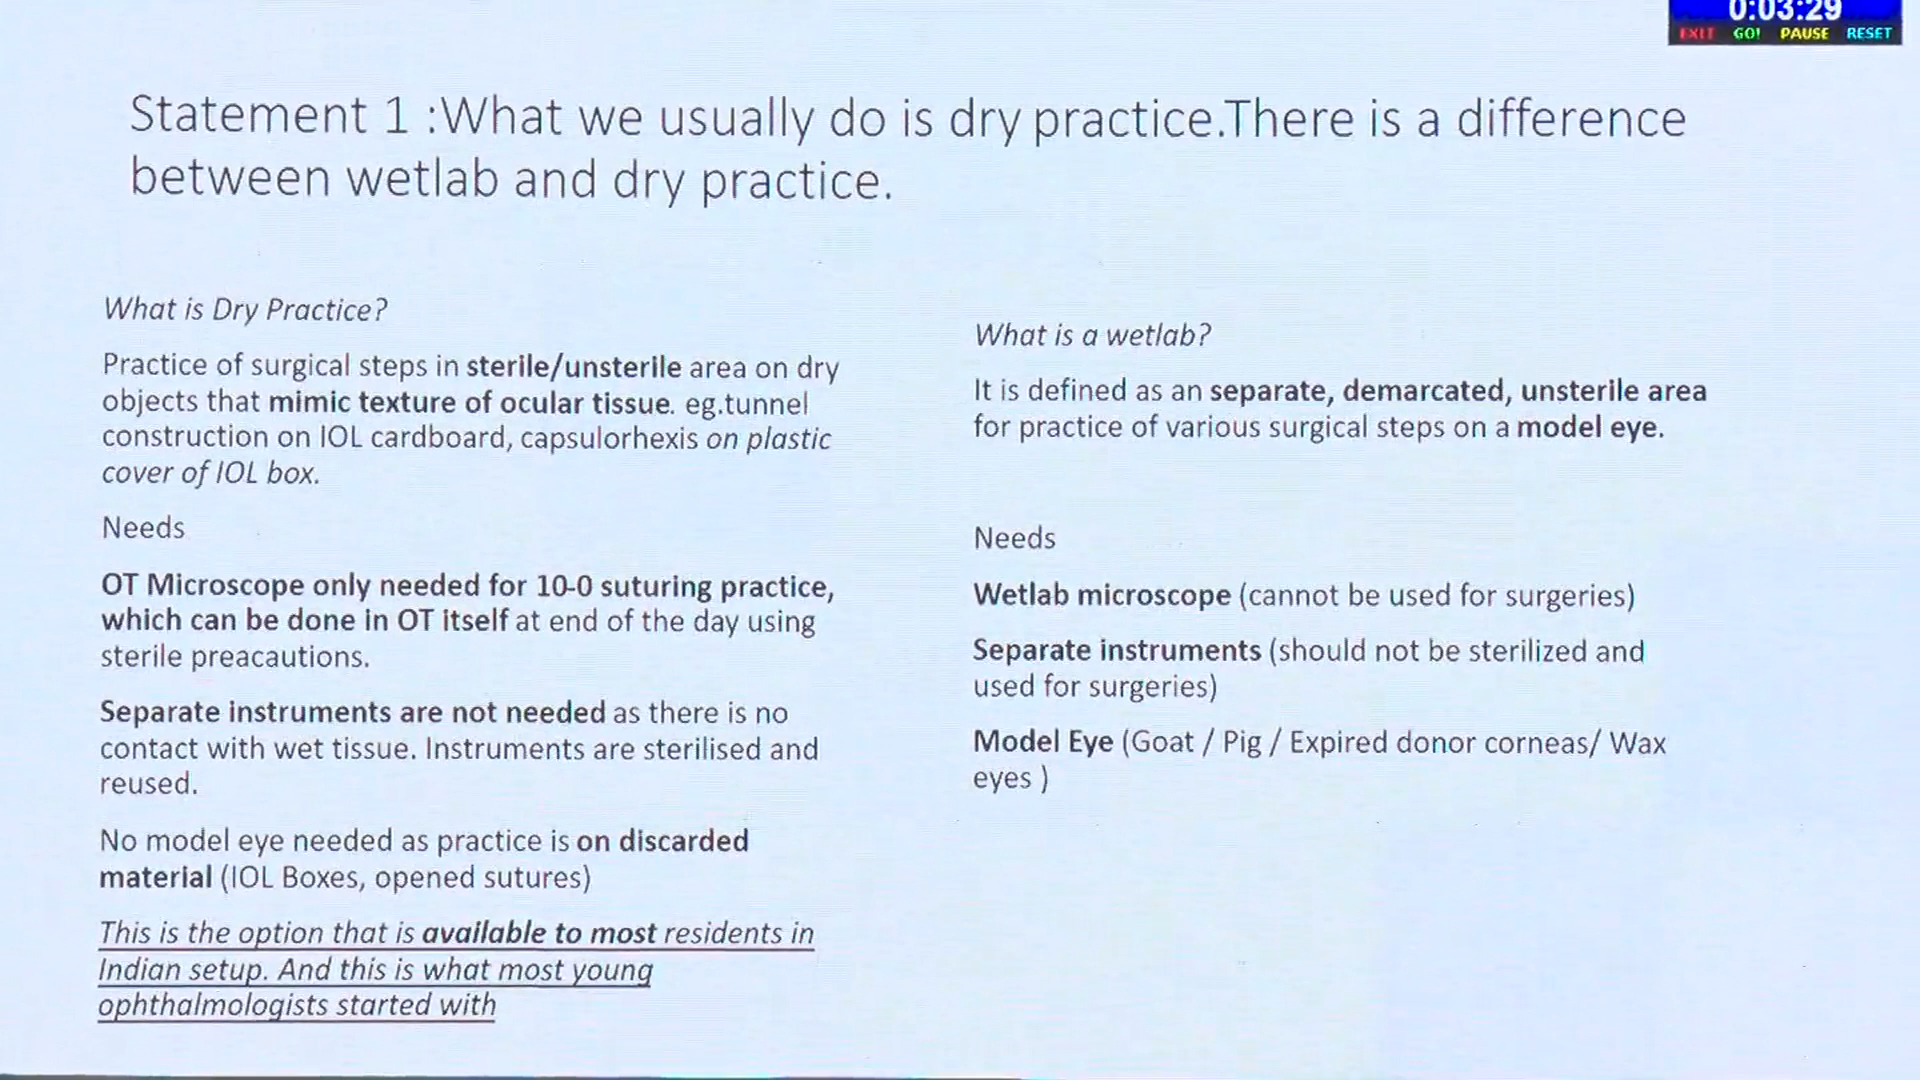 0:03:29
EXIT GO! PAUSE RESET
Statement 1 :What we usually do is dry practice.There is a difference
between wetlab and dry practice.
What is Dry Practice?
Practice of surgical steps in sterile/unsterile area on dry
objects that mimic texture of ocular tissue. eg.tunnel
construction on IOL cardboard, capsulorhexis on plastic
cover of IOL box.
Needs
OT Microscope only needed for 10-0 suturing practice,
which can be done in OT itself at end of the day using
sterile preacautions.
Separate instruments are not needed as there is no
contact with wet tissue. Instruments are sterilised and
reused.
No model eye needed as practice is on discarded
material (IOL Boxes, opened sutures)
This is the option that is available to most residents in
Indian setup. And this is what most young
ophthalmologists started with
What is a wetlab?
It is defined as an separate, demarcated, unsterile area
for practice of various surgical steps on a model eye.
Needs
Wetlab microscope (cannot be used for surgeries)
Separate instruments (should not be sterilized and
used for surgeries)
Model Eye (Goat / Pig / Expired donor corneas/ Wax
eyes )